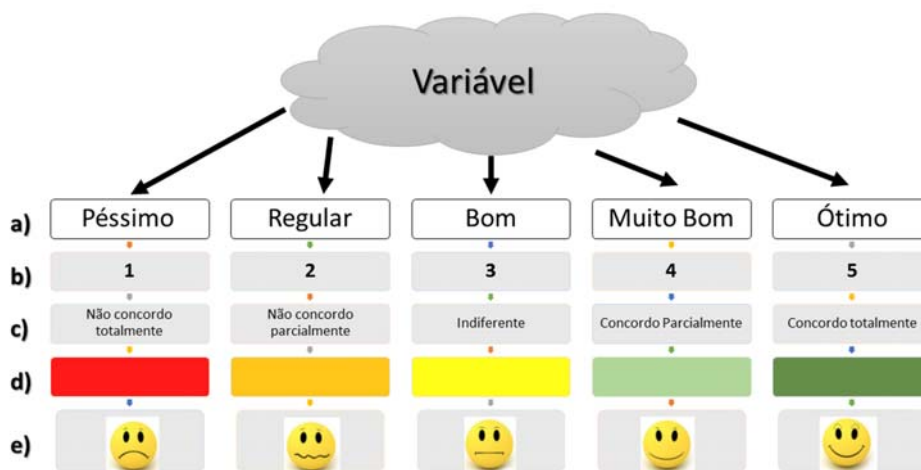 Variável
a) Péssimo Regular Bom Muito Bom Ótimo
b) 1 2 3 4 5
c) Não concordo totalmente Não concordo parcialmente Indiferente Concordo Parcialmente Concordo totalmente
d)
e)